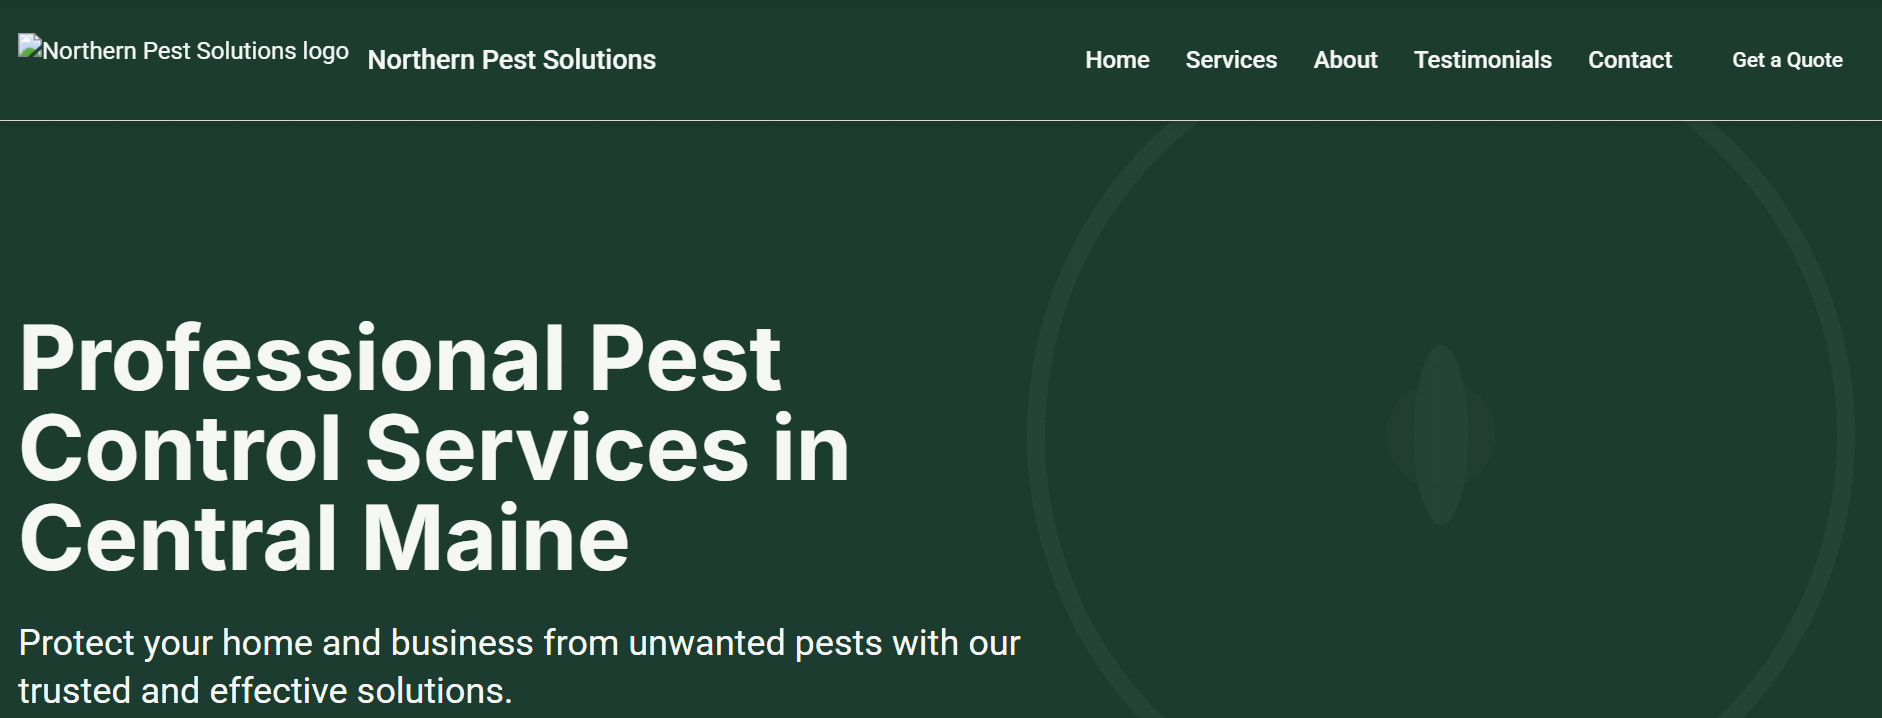 Northern Pest Solutions logo
Northern Pest Solutions
Home
Services
About
Testimonials
Contact
Get a Quote
Professional Pest
Control Services in
Central Maine
Protect your home and business from unwanted pests with our
trusted and effective solutions.